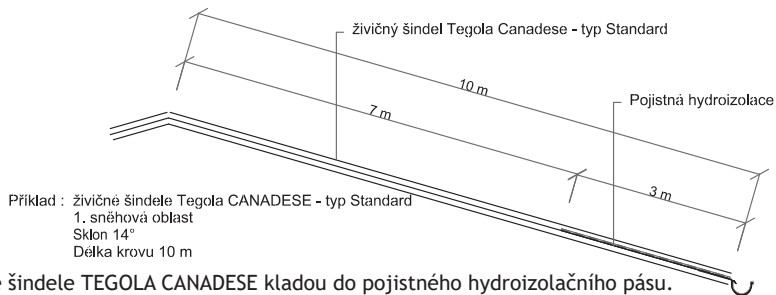 živičný šindel Tegola Canadese - typ Standard
10 m
Pojistná hydroizolace
7 m
3 m
Příklad : živičné šindele Tegola CANADESE - typ Standard
1. sněhová oblast
Sklon 14°
Délka krovu 10 m
šindele TEGOLA CANADESE kladou do pojistného hydroizolačního pásu.